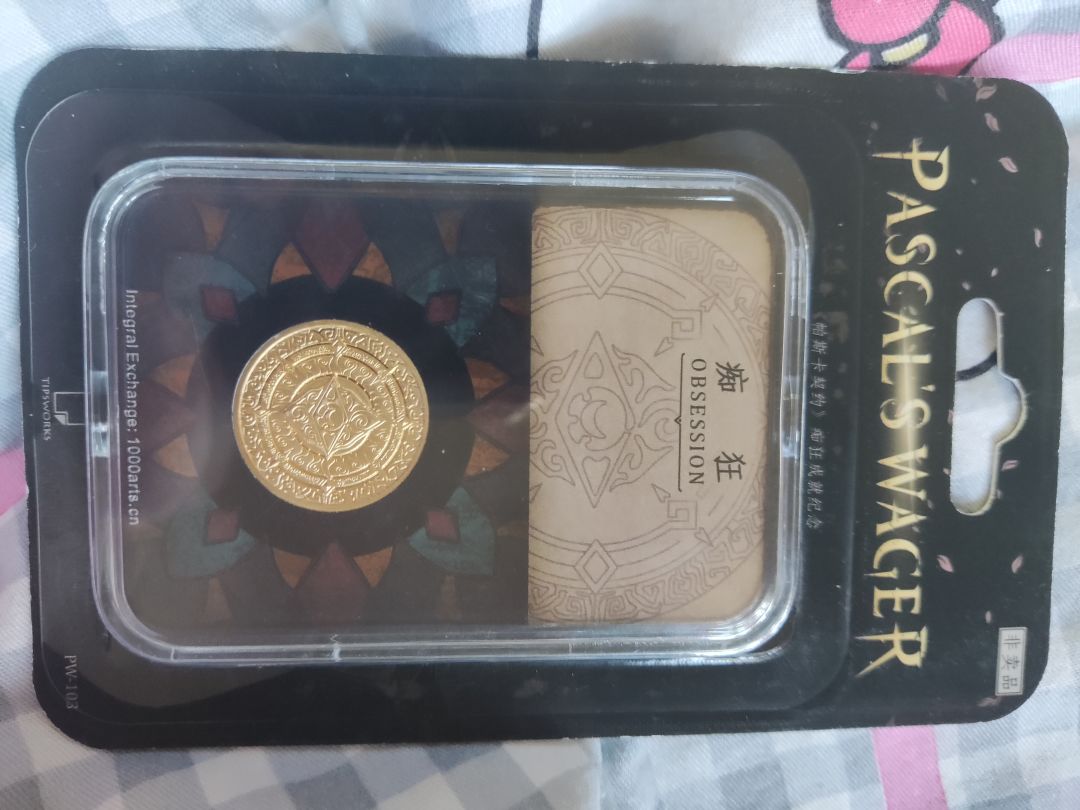 非卖品
PASCAL'S WAGER
《帕斯卡契约》痴狂成就纪念
痴 狂
OBSESSION
Integral Exchange: 1000arts.cn
TIPSWORKS
PW-103